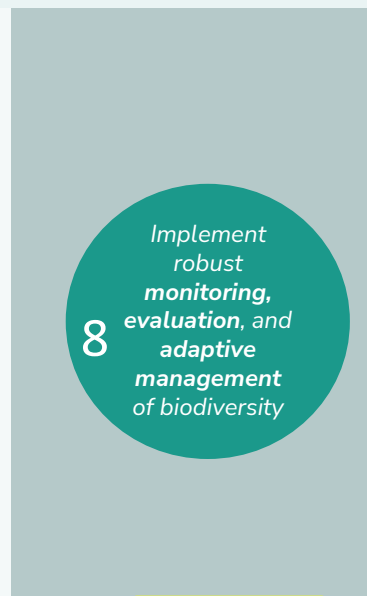 8
Implement
robust
monitoring,
evaluation, and
adaptive
management
of biodiversity